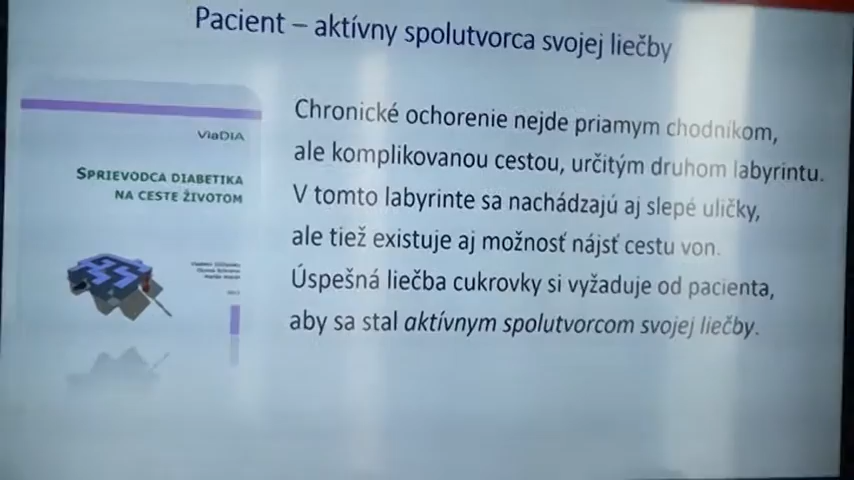 Pacient – aktívny spolutvorca svojej liečby
ViaDIA
SPRIEVODCA DIABETIKA
NA CESTE ŽIVOTOM
Chronické ochorenie nejde priamym chodníkom,
ale komplikovanou cestou, určitým druhom labyrintu.
V tomto labyrinte sa nachádzajú aj slepé uličky,
ale tiež existuje aj možnosť nájsť cestu von.
Úspešná liečba cukrovky si vyžaduje od pacienta,
aby sa stal aktívnym spolutvorcom svojej liečby.